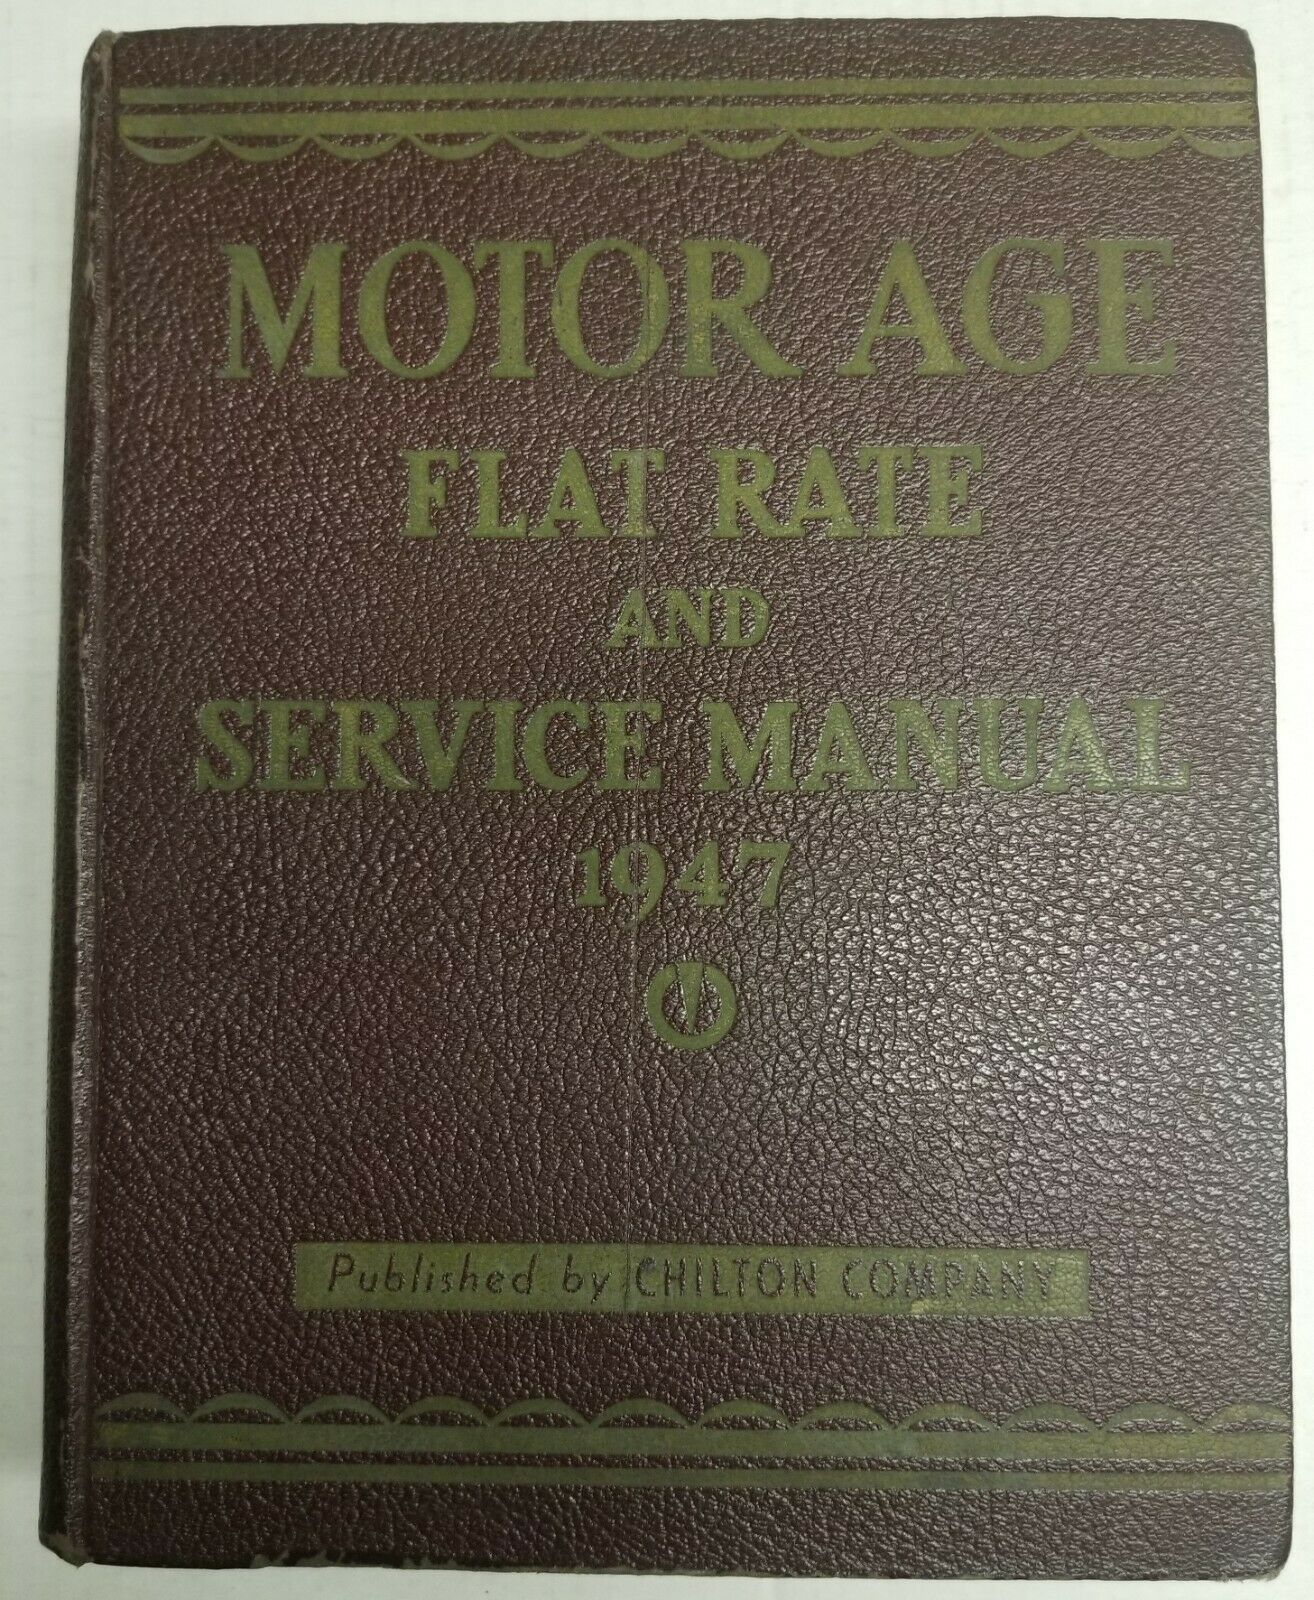 MOTOR AGE
FLAT RATE
AND
SERVICE MANUAL
1947
Published by CHILTON COMPANY